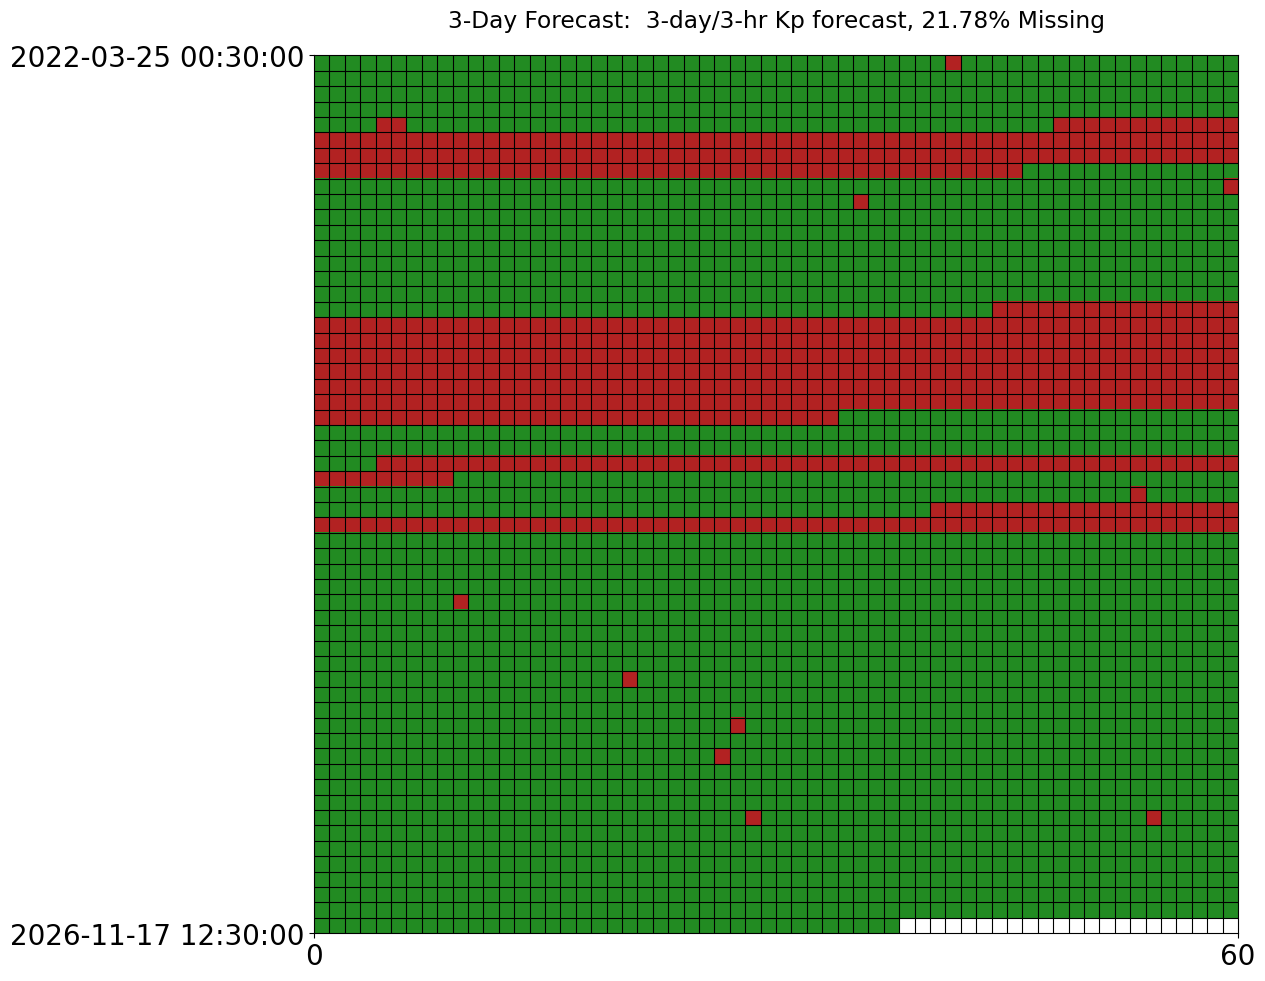 3-Day Forecast:  3-day/3-hr Kp forecast, 21.78% Missing
2022-03-25 00:30:00
2026-11-17 12:30:00
0
60